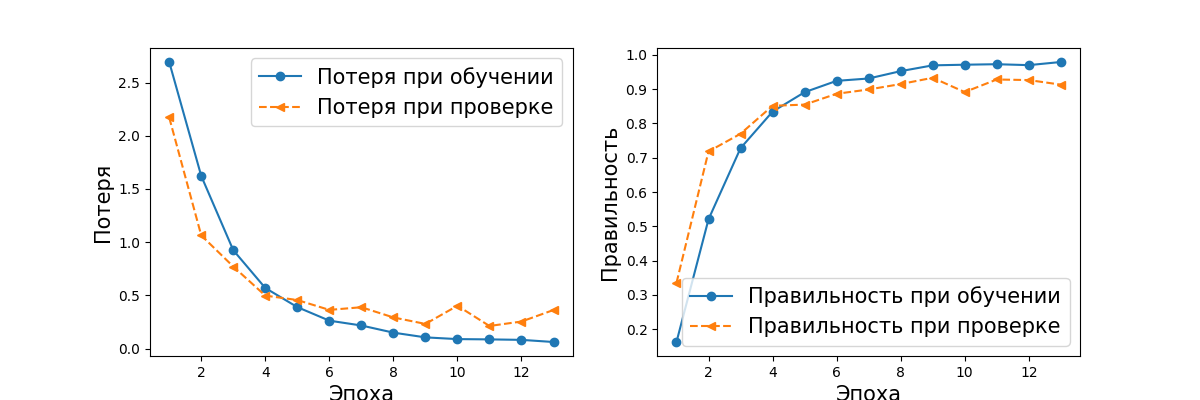 2.5
2.0
1.5
1.0
0.5
0.0
Потеря
Потеря при обучении
Потеря при проверке
2 4 6 8 10 12
Эпоха
1.0
0.9
0.8
0.7
0.6
0.5
0.4
0.3
0.2
Правильность
Правильность при обучении
Правильность при проверке
2 4 6 8 10 12
Эпоха